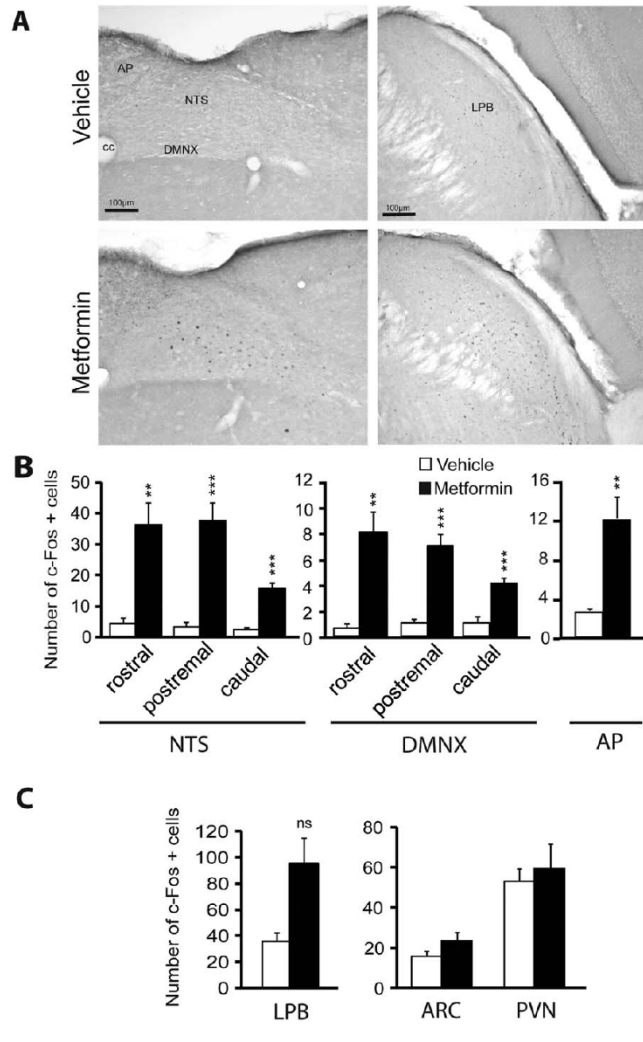 A
Vehicle
AP
NTS
cc
DMNX
100µm
LPB
100µm
Metformin
B
Number of c-Fos + cells
50
40
30
20
10
0
** *** ***
rostral postremal caudal
NTS
Vehicle
Metformin
12
10
8
6
4
2
0
** *** ***
rostral postremal caudal
DMNX
16
12
8
4
0
**
AP
C
Number of c-Fos + cells
120
100
80
60
40
20
0
ns
LPB
80
60
40
20
0
ARC PVN